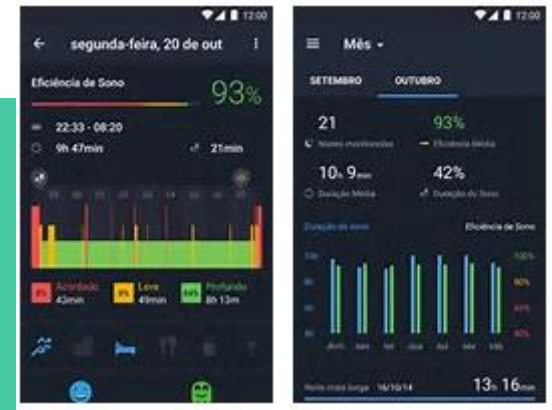 12:00
segunda-feira, 20 de out
Eficiência de Sono
93%
22:33 - 08:20
9h 47min
21min
Acordado
43min
Leve
49min
Profundo
8h 13m
12:00
Mês
SETEMBRO
OUTUBRO
21
93%
Noites monitoradas
Eficiência Média
10h 9min
42%
Duração Média
Duração do Sono
Duração do sono
Eficiência de Sono
100%
80%
Noite mais longa 16/10/14
13h 16min